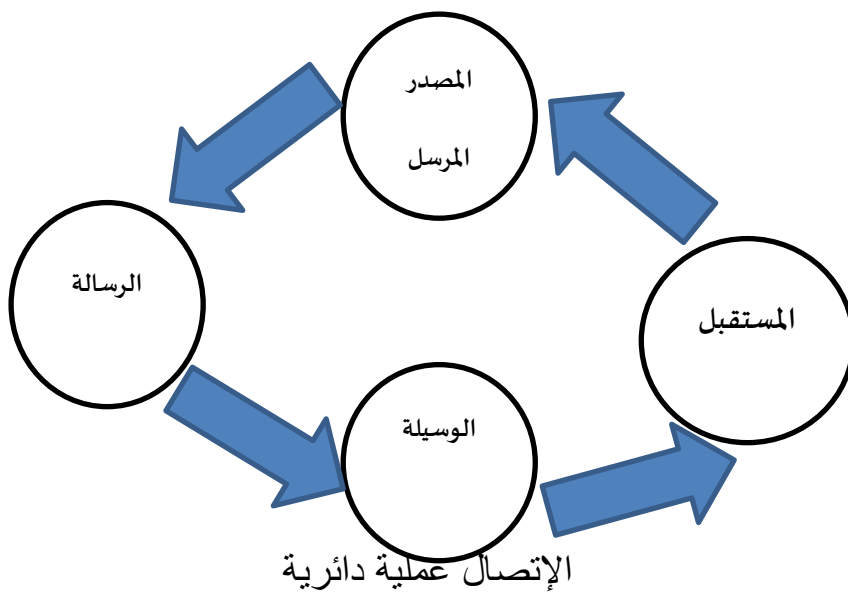 المصدر
المرسل
الرسالة
المستقبل
الوسيلة
الإتصال عملية دائرية